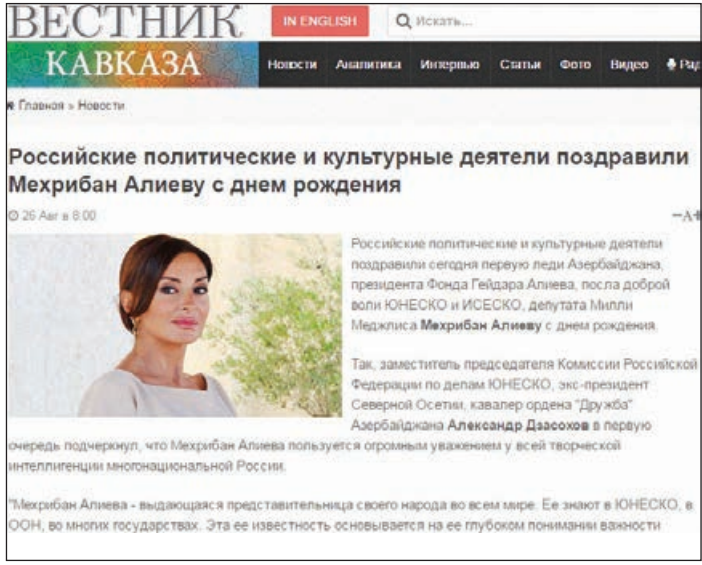 ВЕСТНИК
КАВКАЗА
IN ENGLISH
Искать...
Новости Аналитика Интервью Статьи Фото Видео Рад
Главная » Новости
Российские политические и культурные деятели поздравили
Мехрибан Алиеву с днем рождения
26 Авг в 8:00
−A+
Российские политические и культурные деятели
поздравили сегодня первую леди Азербайджана,
президента Фонда Гейдара Алиева, посла доброй
воли ЮНЕСКО и ИСЕСКО, депутата Милли
Меджлиса Мехрибан Алиеву с днем рождения.
Так, заместитель председателя Комиссии Российской
Федерации по делам ЮНЕСКО, экс-президент
Северной Осетии, кавалер ордена "Дружба"
Азербайджана Александр Дзасохов в первую
очередь подчеркнул, что Мехрибан Алиева пользуется огромным уважением у всей творческой
интеллигенции многонациональной России.
"Мехрибан Алиева - выдающаяся представительница своего народа во всем мире. Ее знают в ЮНЕСКО, в
ООН, во многих государствах. Эта ее известность основывается на ее глубоком понимании важности